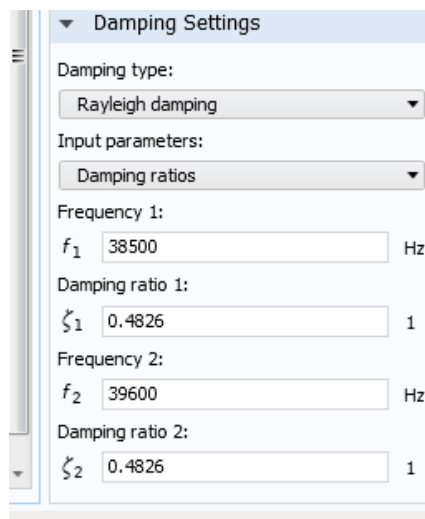 Damping Settings
Damping type:
Rayleigh damping
Input parameters:
Damping ratios
Frequency 1:
f₁ 38500 Hz
Damping ratio 1:
ζ₁ 0.4826 1
Frequency 2:
f₂ 39600 Hz
Damping ratio 2:
ζ₂ 0.4826 1